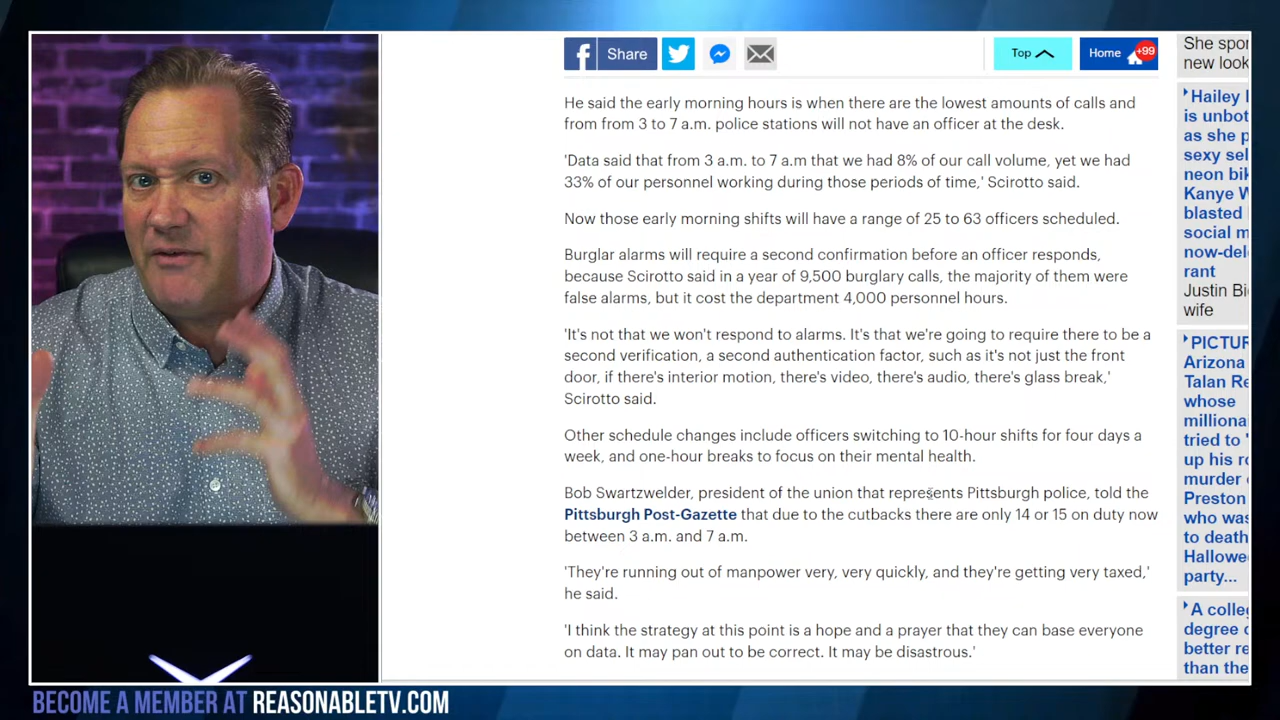 Share
Top
Home
+99
He said the early morning hours is when there are the lowest amounts of calls and
from from 3 to 7 a.m. police stations will not have an officer at the desk.
'Data said that from 3 a.m. to 7 a.m that we had 8% of our call volume, yet we had
33% of our personnel working during those periods of time,' Scirotto said.
Now those early morning shifts will have a range of 25 to 63 officers scheduled.
Burglar alarms will require a second confirmation before an officer responds,
because Scirotto said in a year of 9,500 burglary calls, the majority of them were
false alarms, but it cost the department 4,000 personnel hours.
'It's not that we won't respond to alarms. It's that we're going to require there to be a
second verification, a second authentication factor, such as it's not just the front
door, if there's interior motion, there's video, there's audio, there's glass break,'
Scirotto said.
Other schedule changes include officers switching to 10-hour shifts for four days a
week, and one-hour breaks to focus on their mental health.
Bob Swartzwelder, president of the union that represents Pittsburgh police, told the
Pittsburgh Post-Gazette that due to the cutbacks there are only 14 or 15 on duty now
between 3 a.m. and 7 a.m.
'They're running out of manpower very, very quickly, and they're getting very taxed,'
he said.
'I think the strategy at this point is a hope and a prayer that they can base everyone
on data. It may pan out to be correct. It may be disastrous.'
She spor
new look
Hailey
is unbot
as she p
sexy sel
neon bik
Kanye W
blasted
social m
now-del
rant
Justin Bi
wife
PICTUR
Arizona
Talan Re
whose
milliona
tried to '
up his ro
murder
Preston
who was
to death
Hallowe
party...
A colle
degree
better re
than the
BECOME A MEMBER AT REASONABLETV.COM